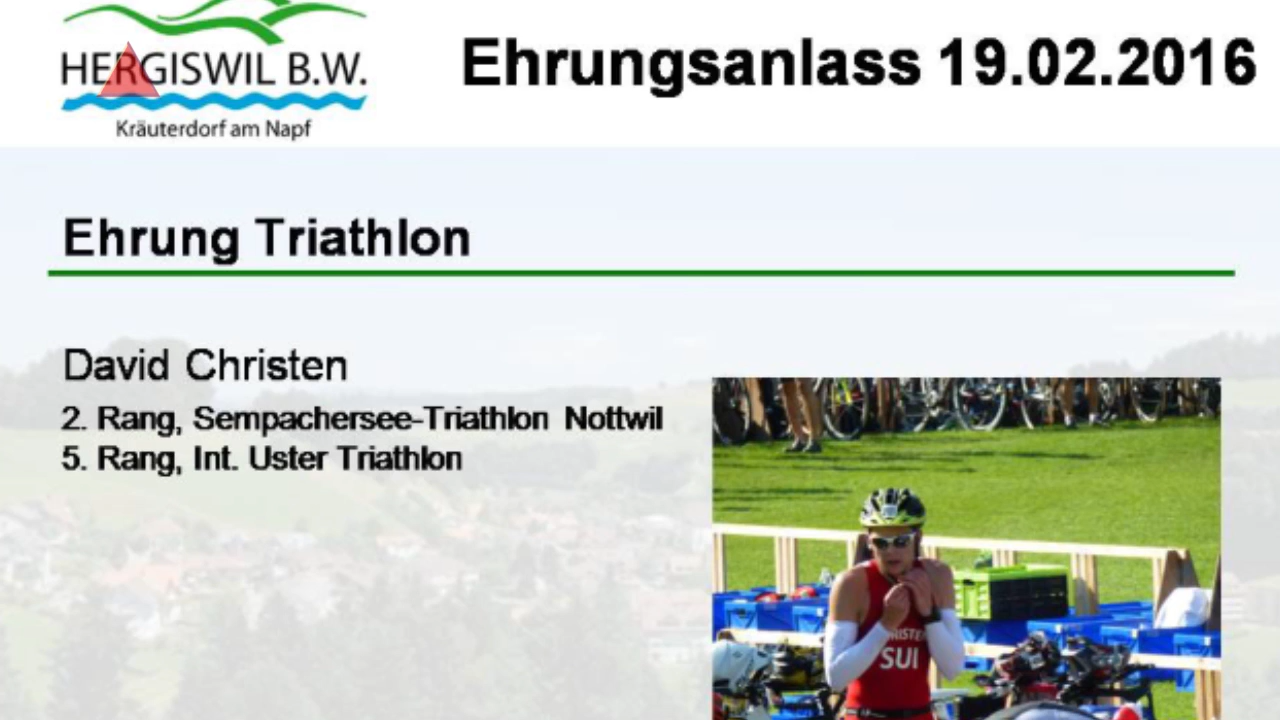 HERGISWIL B.W.
Kräuterdorf am Napf
Ehrungsanlass 19.02.2016
Ehrung Triathlon
David Christen
2. Rang, Sempachersee-Triathlon Nottwil
5. Rang, Int. Uster Triathlon
SUI